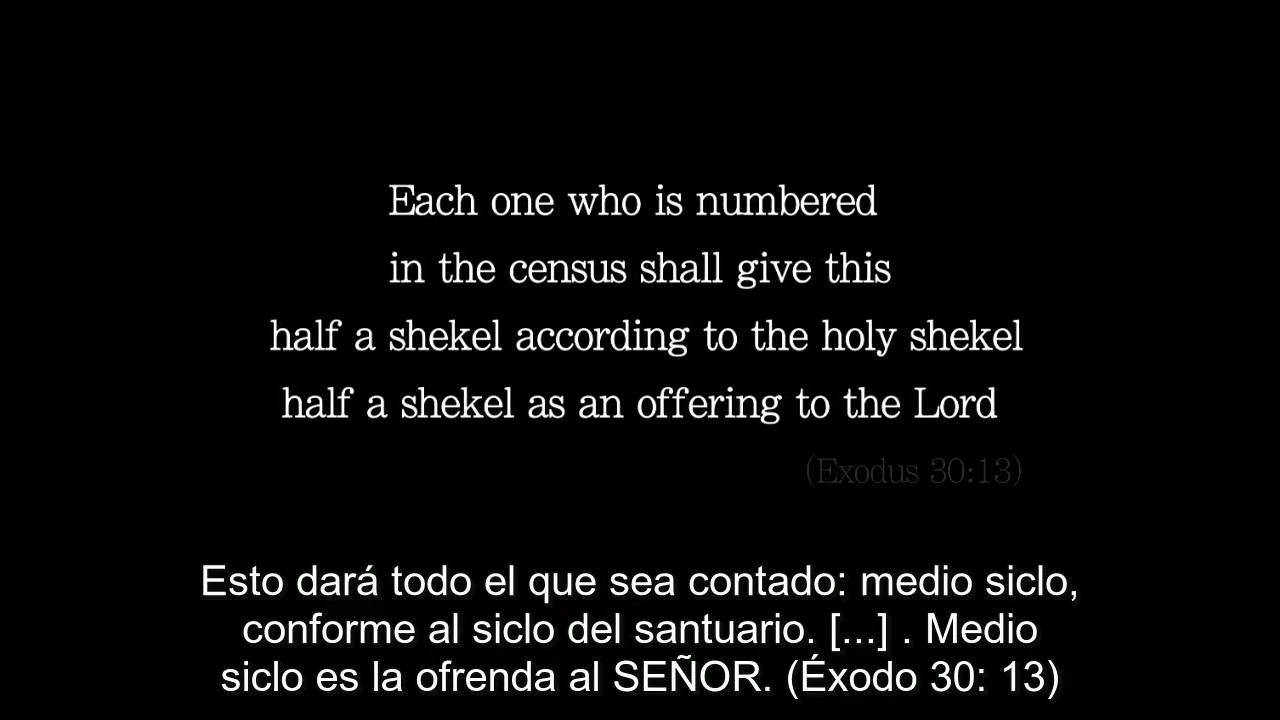 Each one who is numbered
in the census shall give this
half a shekel according to the holy shekel
half a shekel as an offering to the Lord
(Exodus 30:13)
Esto dará todo el que sea contado: medio siclo,
conforme al siclo del santuario. [...] . Medio
siclo es la ofrenda al SEÑOR. (Éxodo 30: 13)